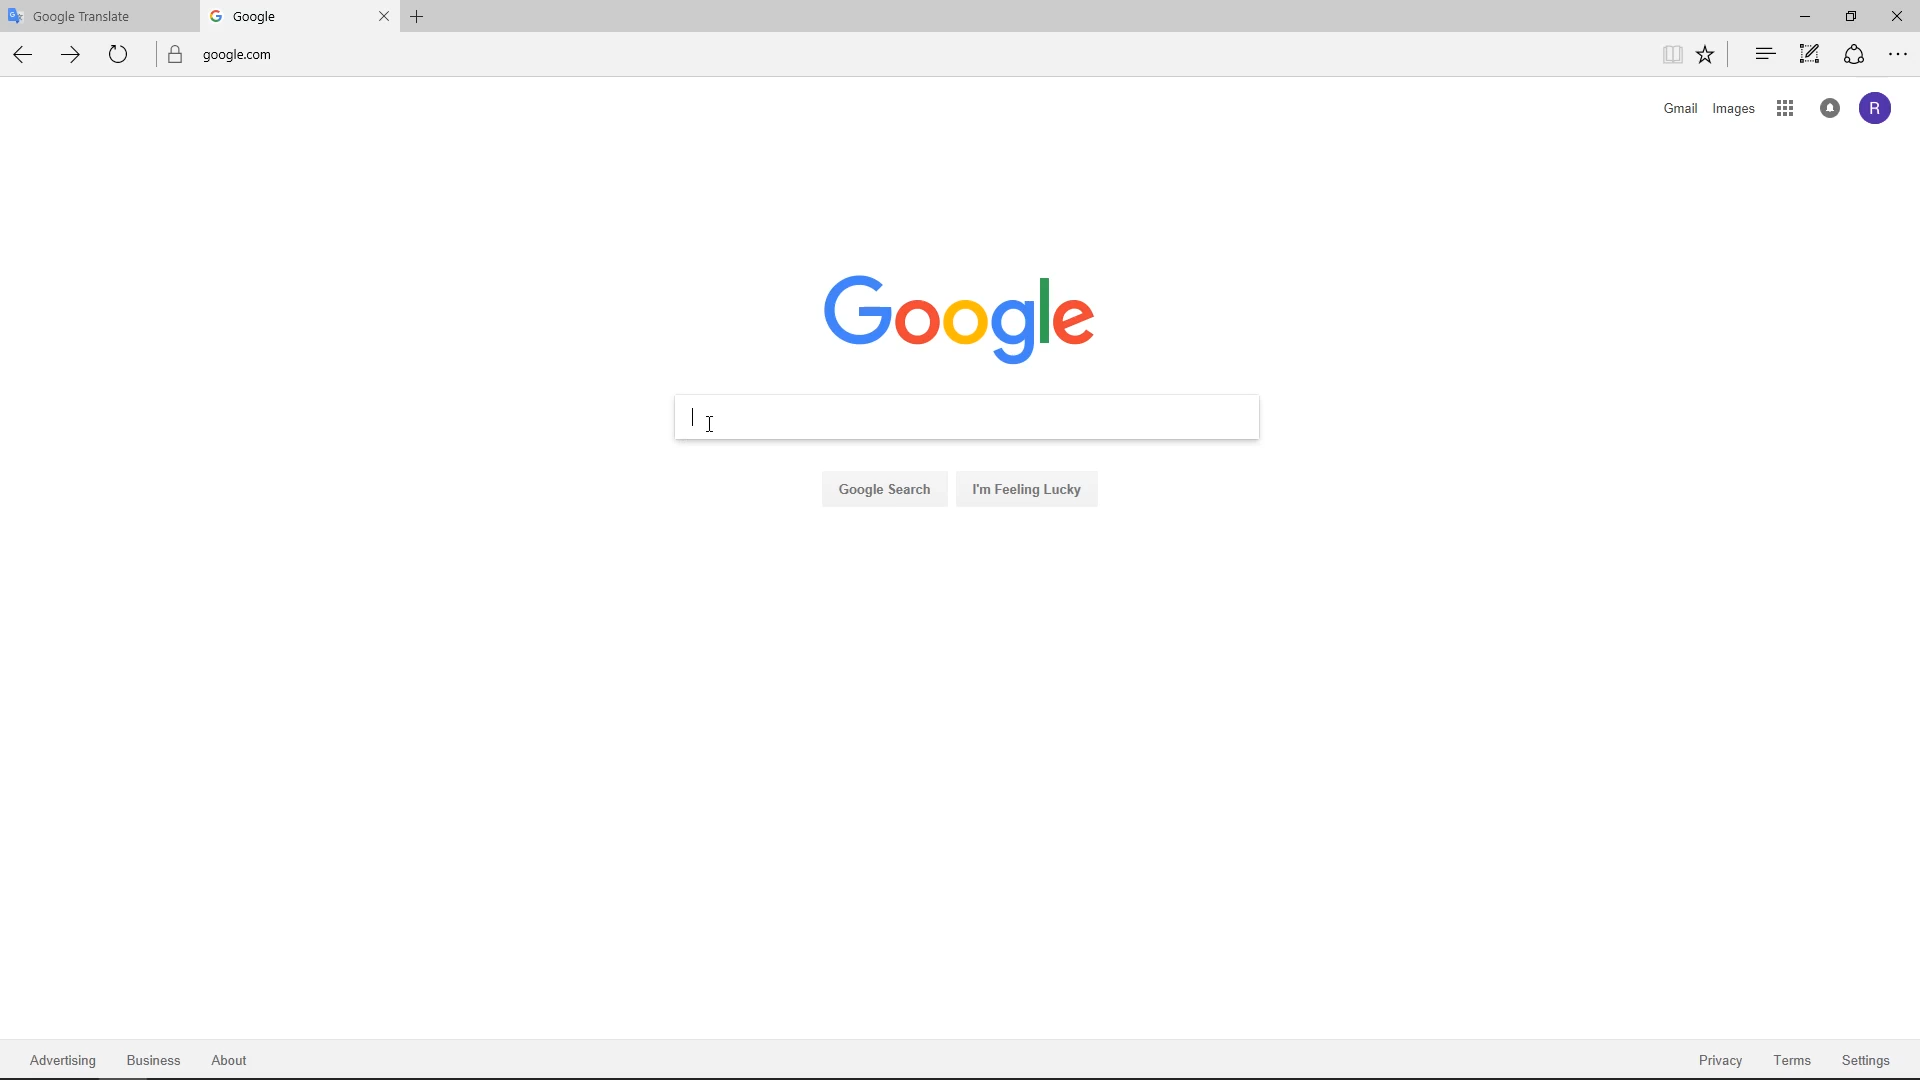 Google Translate
Google
google.com
Gmail Images R
Google
Google Search I'm Feeling Lucky
Advertising Business About Privacy Terms Settings